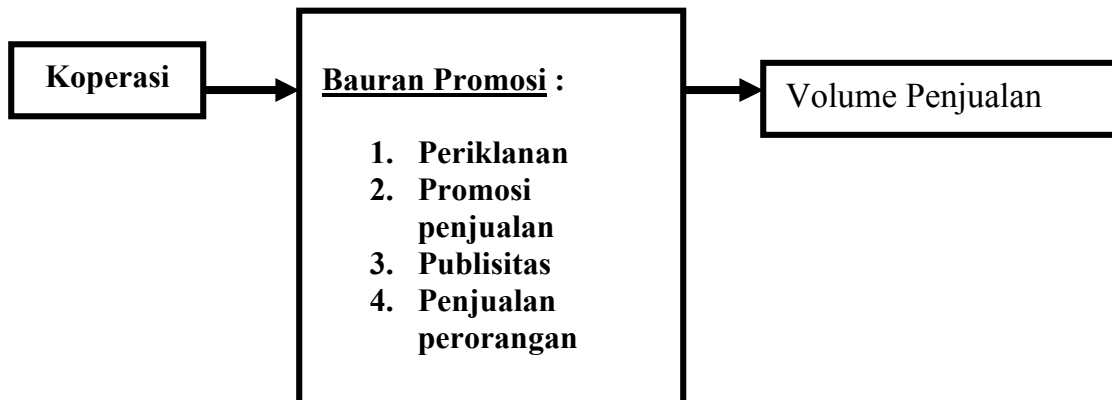 Koperasi
Bauran Promosi :
1. Periklanan
2. Promosi
penjualan
3. Publisitas
4. Penjualan
perorangan
Volume Penjualan